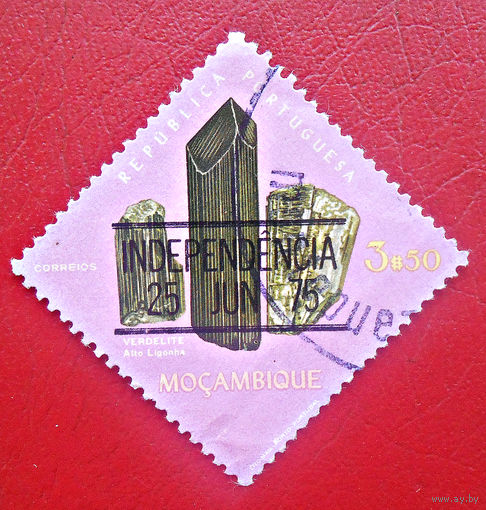 REPÚBLICA PORTUGUESA
CORREIOS
3$50
INDEPENDÊNCIA
25 JUN 75
VERDELITE
Alto Ligonha
MOÇAMBIQUE
www.ay.by